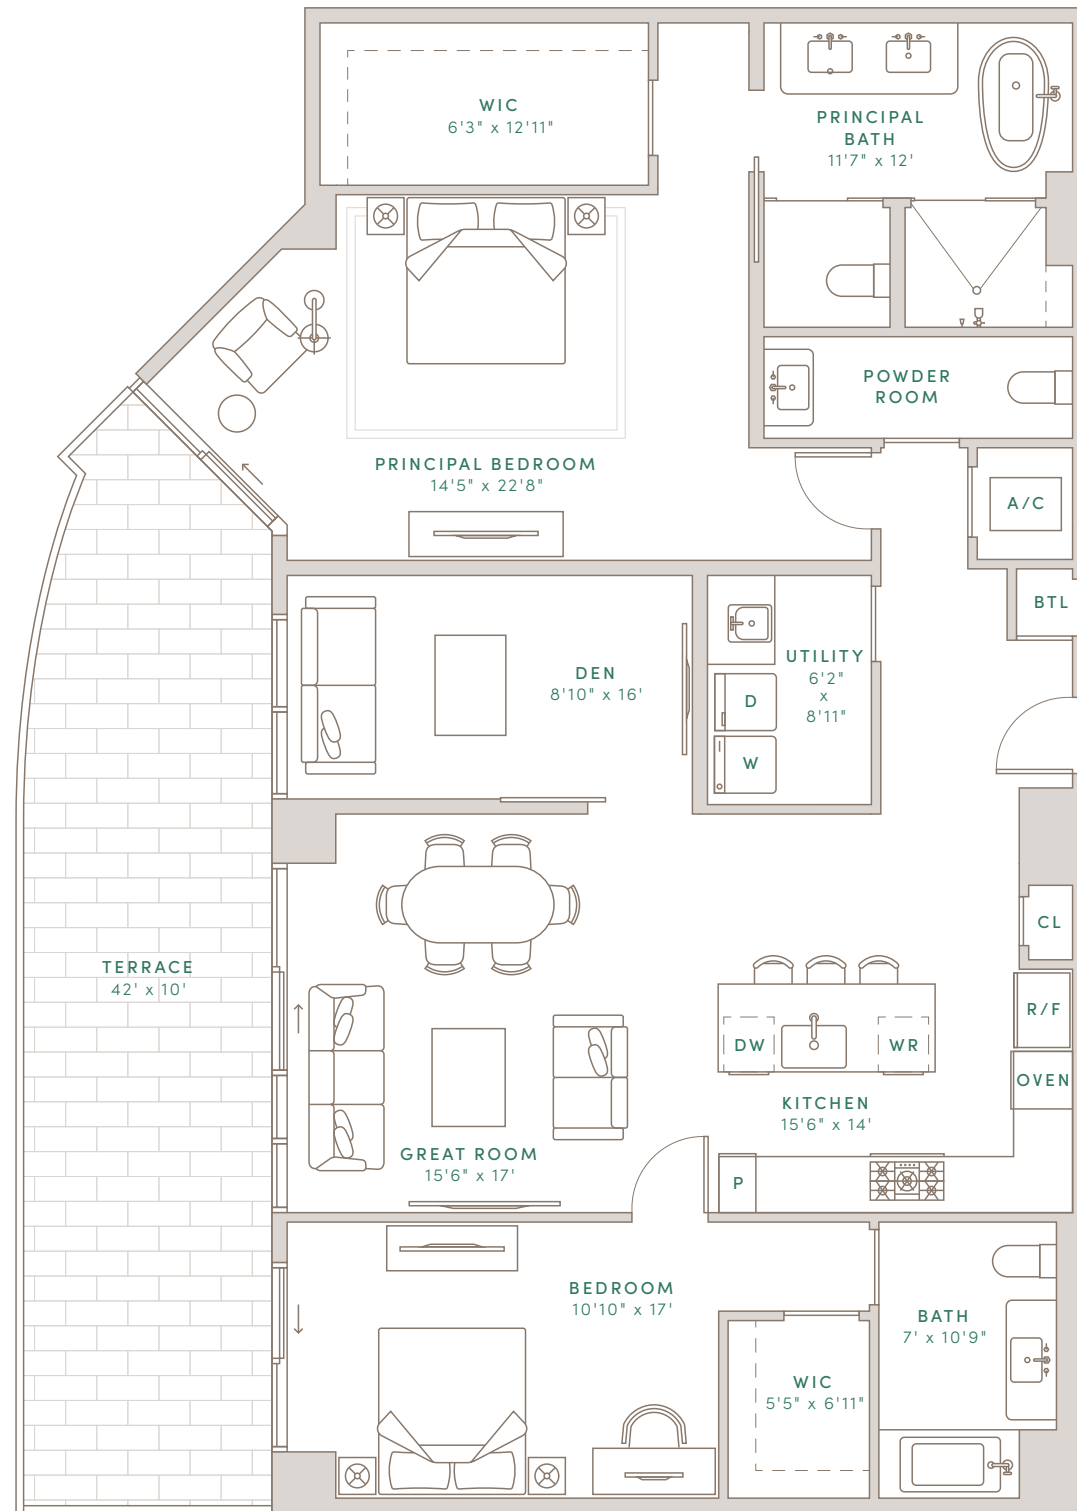 WIC
6'3" x 12'11"
PRINCIPAL
BATH
11'7" x 12'
POWDER
ROOM
PRINCIPAL BEDROOM
14'5" x 22'8"
A/C
BTL
UTILITY
6'2"
x
8'11"
DEN
8'10" x 16'
D
W
CL
TERRACE
42' x 10'
R/F
DW
WR
OVEN
KITCHEN
15'6" x 14'
GREAT ROOM
15'6" x 17'
P
BEDROOM
10'10" x 17'
BATH
7' x 10'9"
WIC
5'5" x 6'11"